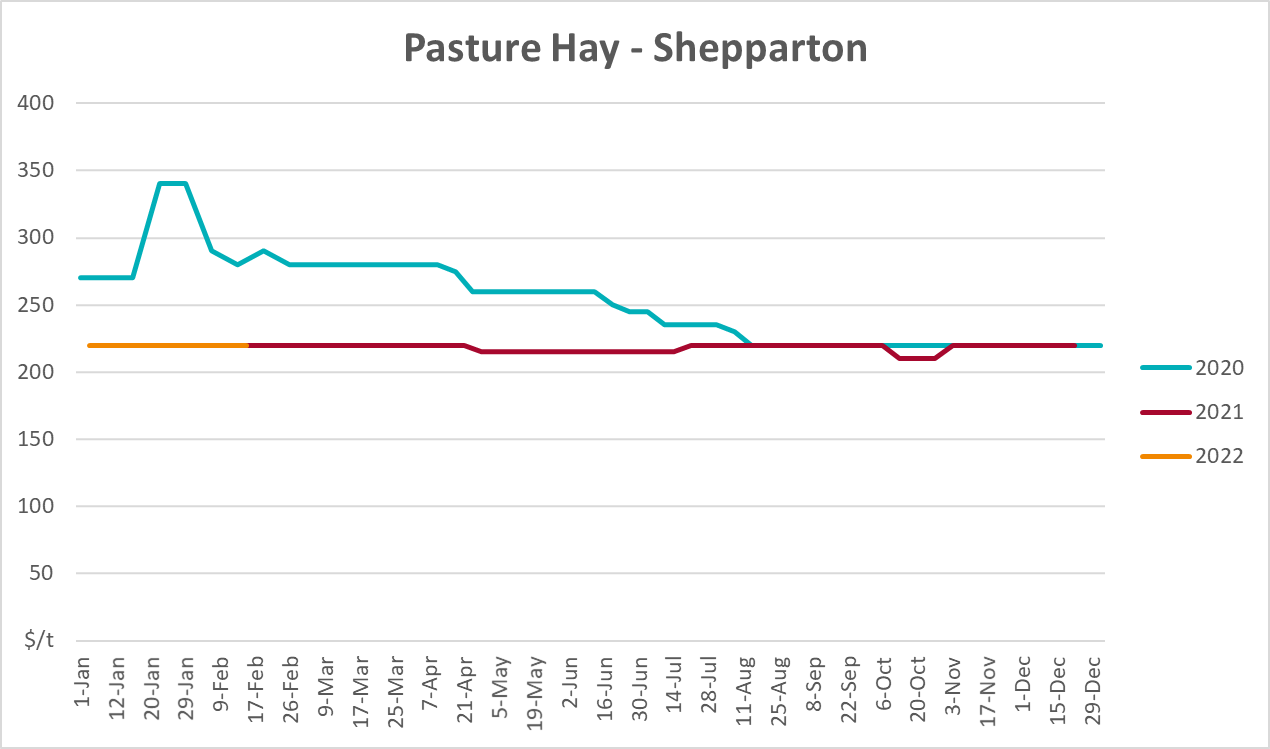 Pasture Hay - Shepparton
400
350
300
250
200
150
100
50
$/t
1-Jan
12-Jan
20-Jan
29-Jan
9-Feb
17-Feb
26-Feb
9-Mar
17-Mar
25-Mar
7-Apr
21-Apr
5-May
19-May
2-Jun
16-Jun
30-Jun
14-Jul
28-Jul
11-Aug
25-Aug
8-Sep
22-Sep
6-Oct
20-Oct
3-Nov
17-Nov
1-Dec
15-Dec
29-Dec
2020
2021
2022